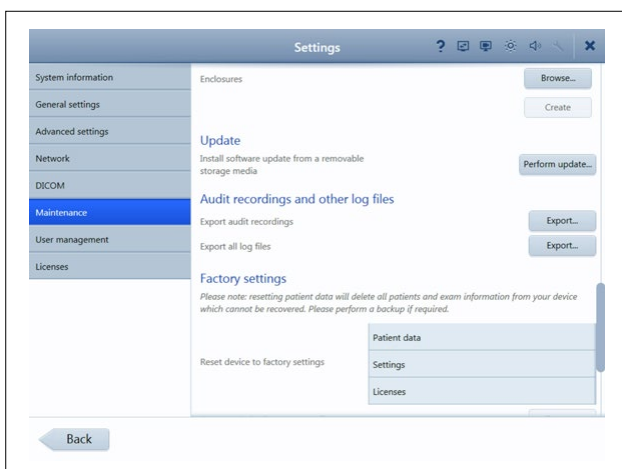 Settings
?
System information
General settings
Advanced settings
Network
DICOM
Maintenance
User management
Licenses
Enclosures
Browse...
Create
Update
Install software update from a removable
storage media
Perform update...
Audit recordings and other log files
Export audit recordings
Export...
Export all log files
Export...
Factory settings
Please note: resetting patient data will delete all patients and exam information from your device
which cannot be recovered. Please perform a backup if required.
Reset device to factory settings
Patient data
Settings
Licenses
Back